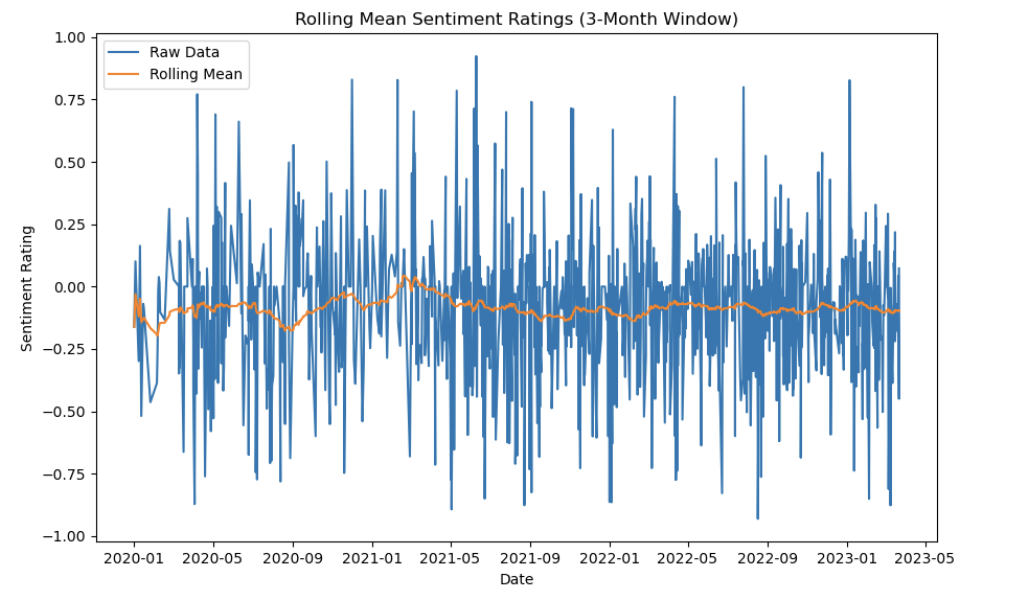 Rolling Mean Sentiment Ratings (3-Month Window)
Raw Data
Rolling Mean
Sentiment Rating
1.00
0.75
0.50
0.25
0.00
−0.25
−0.50
−0.75
−1.00
2020-01 2020-05 2020-09 2021-01 2021-05 2021-09 2022-01 2022-05 2022-09 2023-01 2023-05
Date